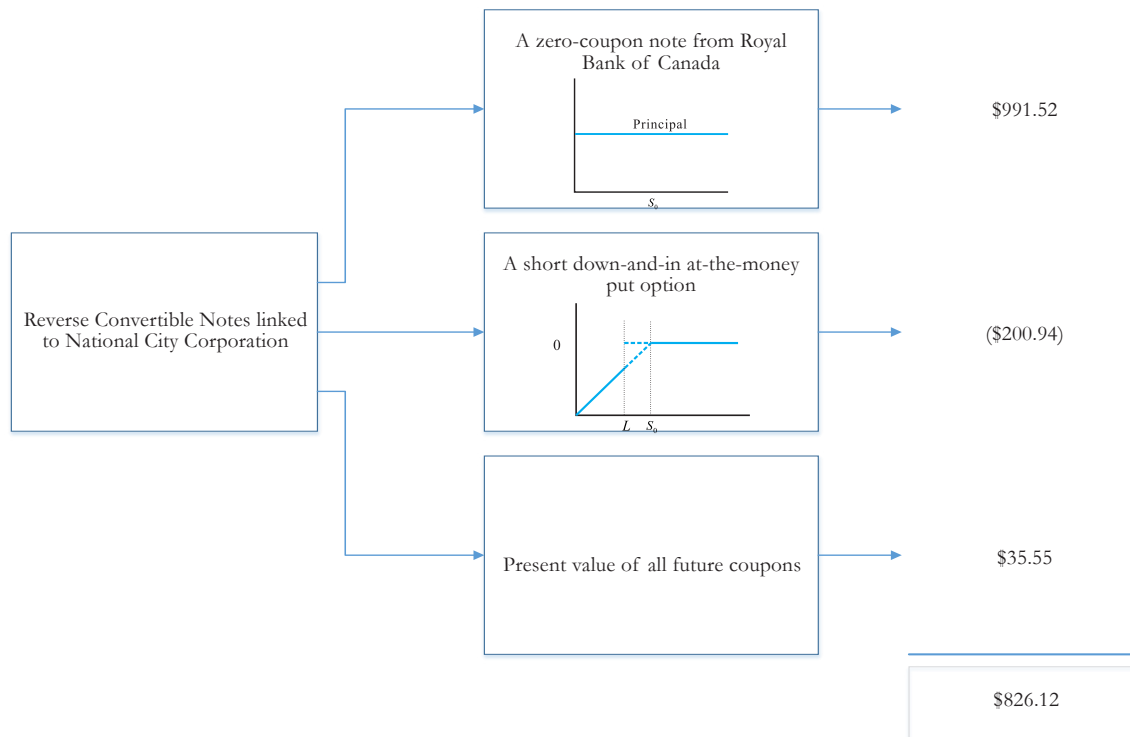 A zero-coupon note from Royal
Bank of Canada
Principal
S₀
$991.52
Reverse Convertible Notes linked
to National City Corporation
A short down-and-in at-the-money
put option
0
L S₀
($200.94)
Present value of all future coupons
$35.55
$826.12